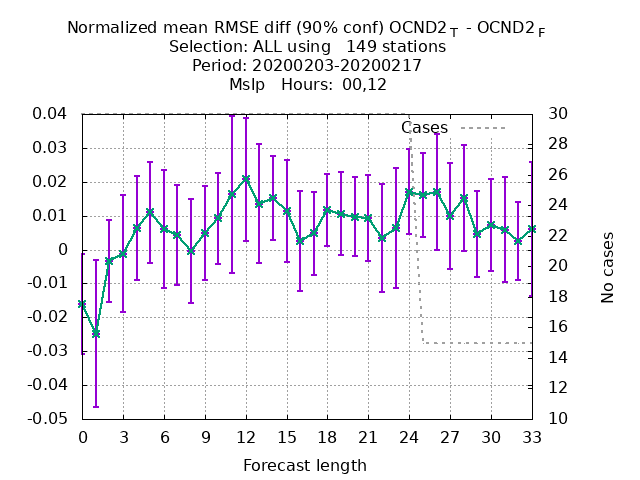 Normalized mean RMSE diff (90% conf) OCND2 T - OCND2 F
Selection: ALL using 149 stations
Period: 20200203-20200217
Mslp Hours: 00,12
0.04
0.03
0.02
0.01
0
-0.01
-0.02
-0.03
-0.04
-0.05
Cases
30
28
26
24
22
20
18
16
14
12
10
No cases
0 3 6 9 12 15 18 21 24 27 30 33
Forecast length